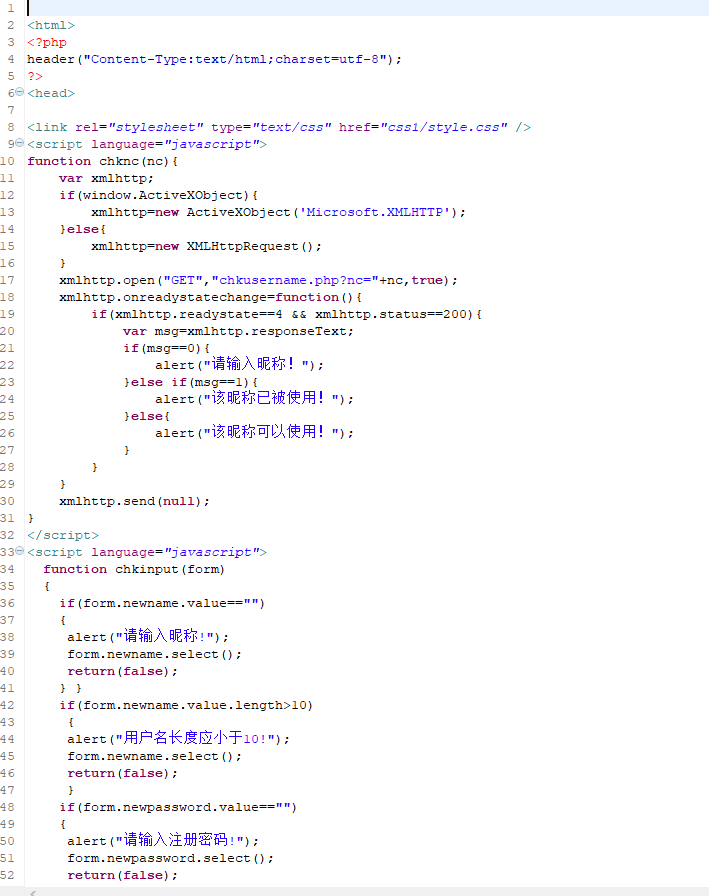 1
2 <html>
3 <?php
4 header("Content-Type:text/html;charset=utf-8");
5 ?>
6 <head>
7
8 <link rel="stylesheet" type="text/css" href="css1/style.css" />
9 <script language="javascript">
10 function chknc(nc){
11     var xmlhttp;
12     if(window.ActiveXObject){
13         xmlhttp=new ActiveXObject('Microsoft.XMLHTTP');
14     }else{
15         xmlhttp=new XMLHttpRequest();
16     }
17     xmlhttp.open("GET","chkusername.php?nc="+nc,true);
18     xmlhttp.onreadystatechange=function(){
19         if(xmlhttp.readystate==4 && xmlhttp.status==200){
20             var msg=xmlhttp.responseText;
21             if(msg==0){
22                 alert("请输入昵称！");
23             }else if(msg==1){
24                 alert("该昵称已被使用！");
25             }else{
26                 alert("该昵称可以使用！");
27             }
28         }
29     }
30     xmlhttp.send(null);
31 }
32 </script>
33 <script language="javascript">
34   function chkinput(form)
35   {
36     if(form.newname.value=="")
37     {
38      alert("请输入昵称!");
39      form.newname.select();
40      return(false);
41     } }
42     if(form.newname.value.length>10)
43      {
44      alert("用户名长度应小于10!");
45      form.newname.select();
46      return(false);
47      }
48     if(form.newpassword.value=="")
49     {
50      alert("请输入注册密码!");
51      form.newpassword.select();
52      return(false);